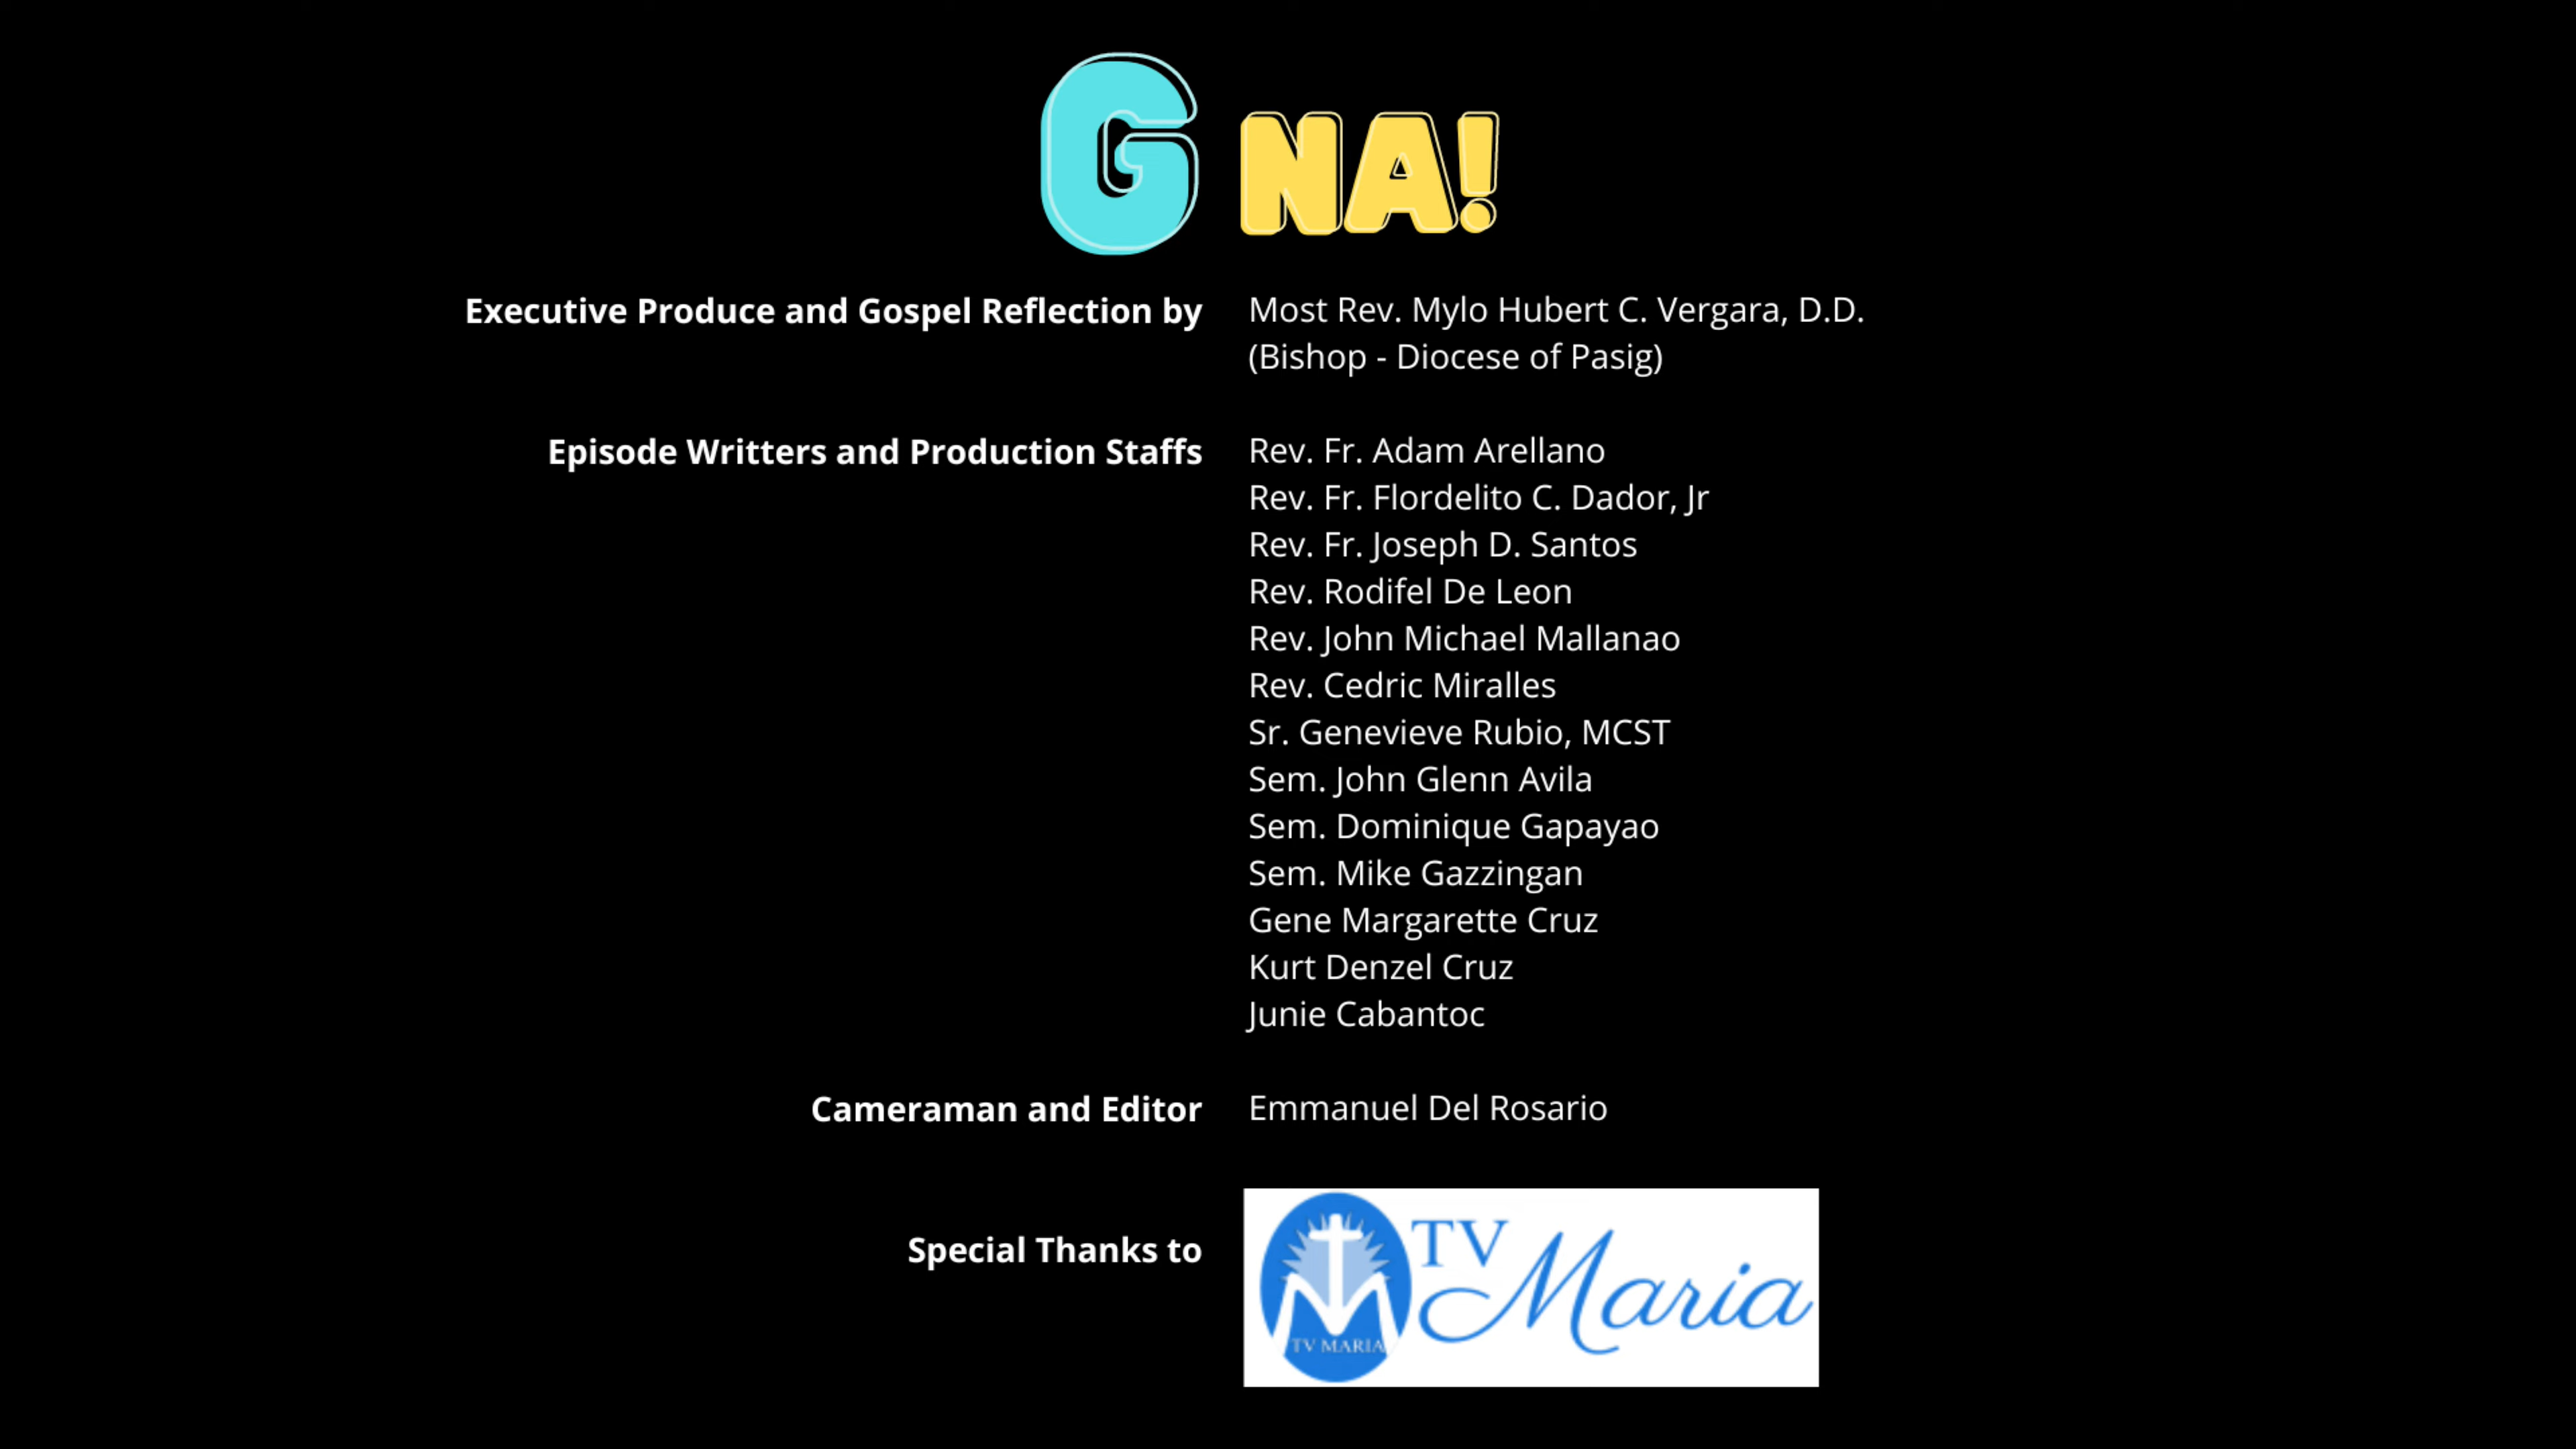 G NA!
Executive Produce and Gospel Reflection by Most Rev. Mylo Hubert C. Vergara, D.D.
(Bishop - Diocese of Pasig)
Episode Writters and Production Staffs Rev. Fr. Adam Arellano
Rev. Fr. Flordelito C. Dador, Jr
Rev. Fr. Joseph D. Santos
Rev. Rodifel De Leon
Rev. John Michael Mallanao
Rev. Cedric Miralles
Sr. Genevieve Rubio, MCST
Sem. John Glenn Avila
Sem. Dominique Gapayao
Sem. Mike Gazzingan
Gene Margarette Cruz
Kurt Denzel Cruz
Junie Cabantoc
Cameraman and Editor Emmanuel Del Rosario
Special Thanks to
TV Maria
TV MARIA